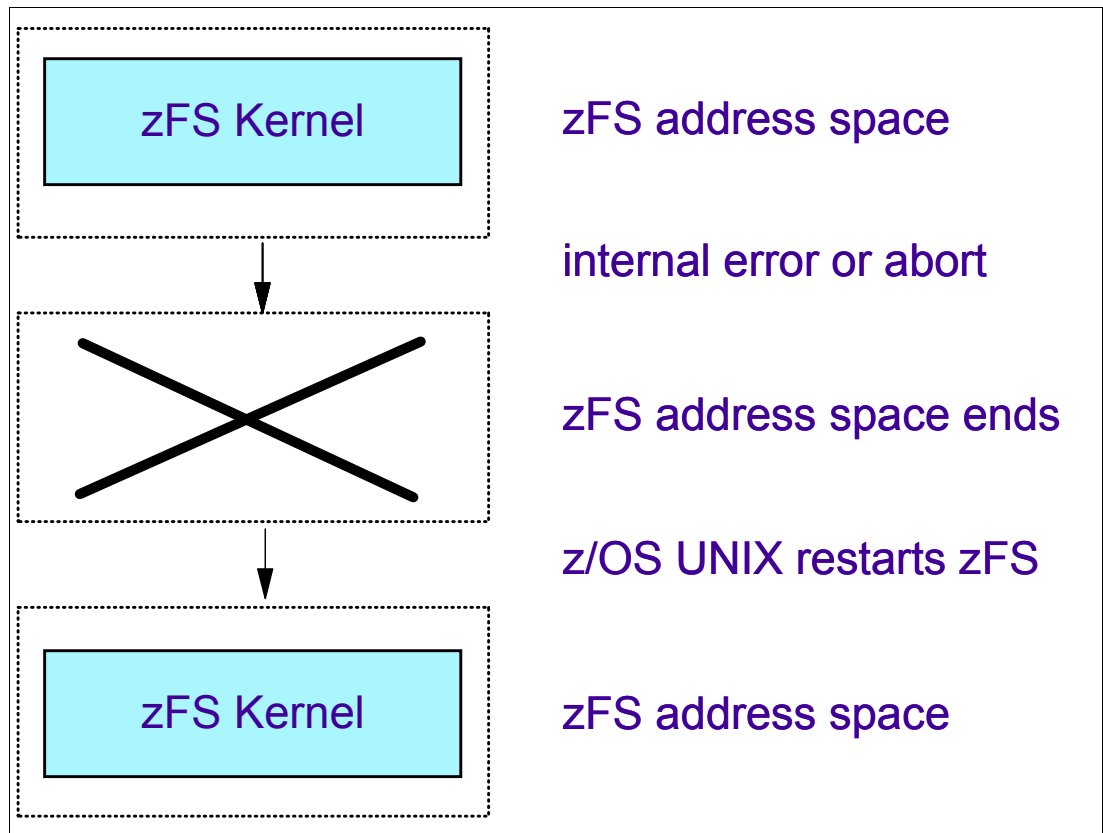 zFS Kernel
zFS address space
internal error or abort
zFS address space ends
z/OS UNIX restarts zFS
zFS Kernel
zFS address space